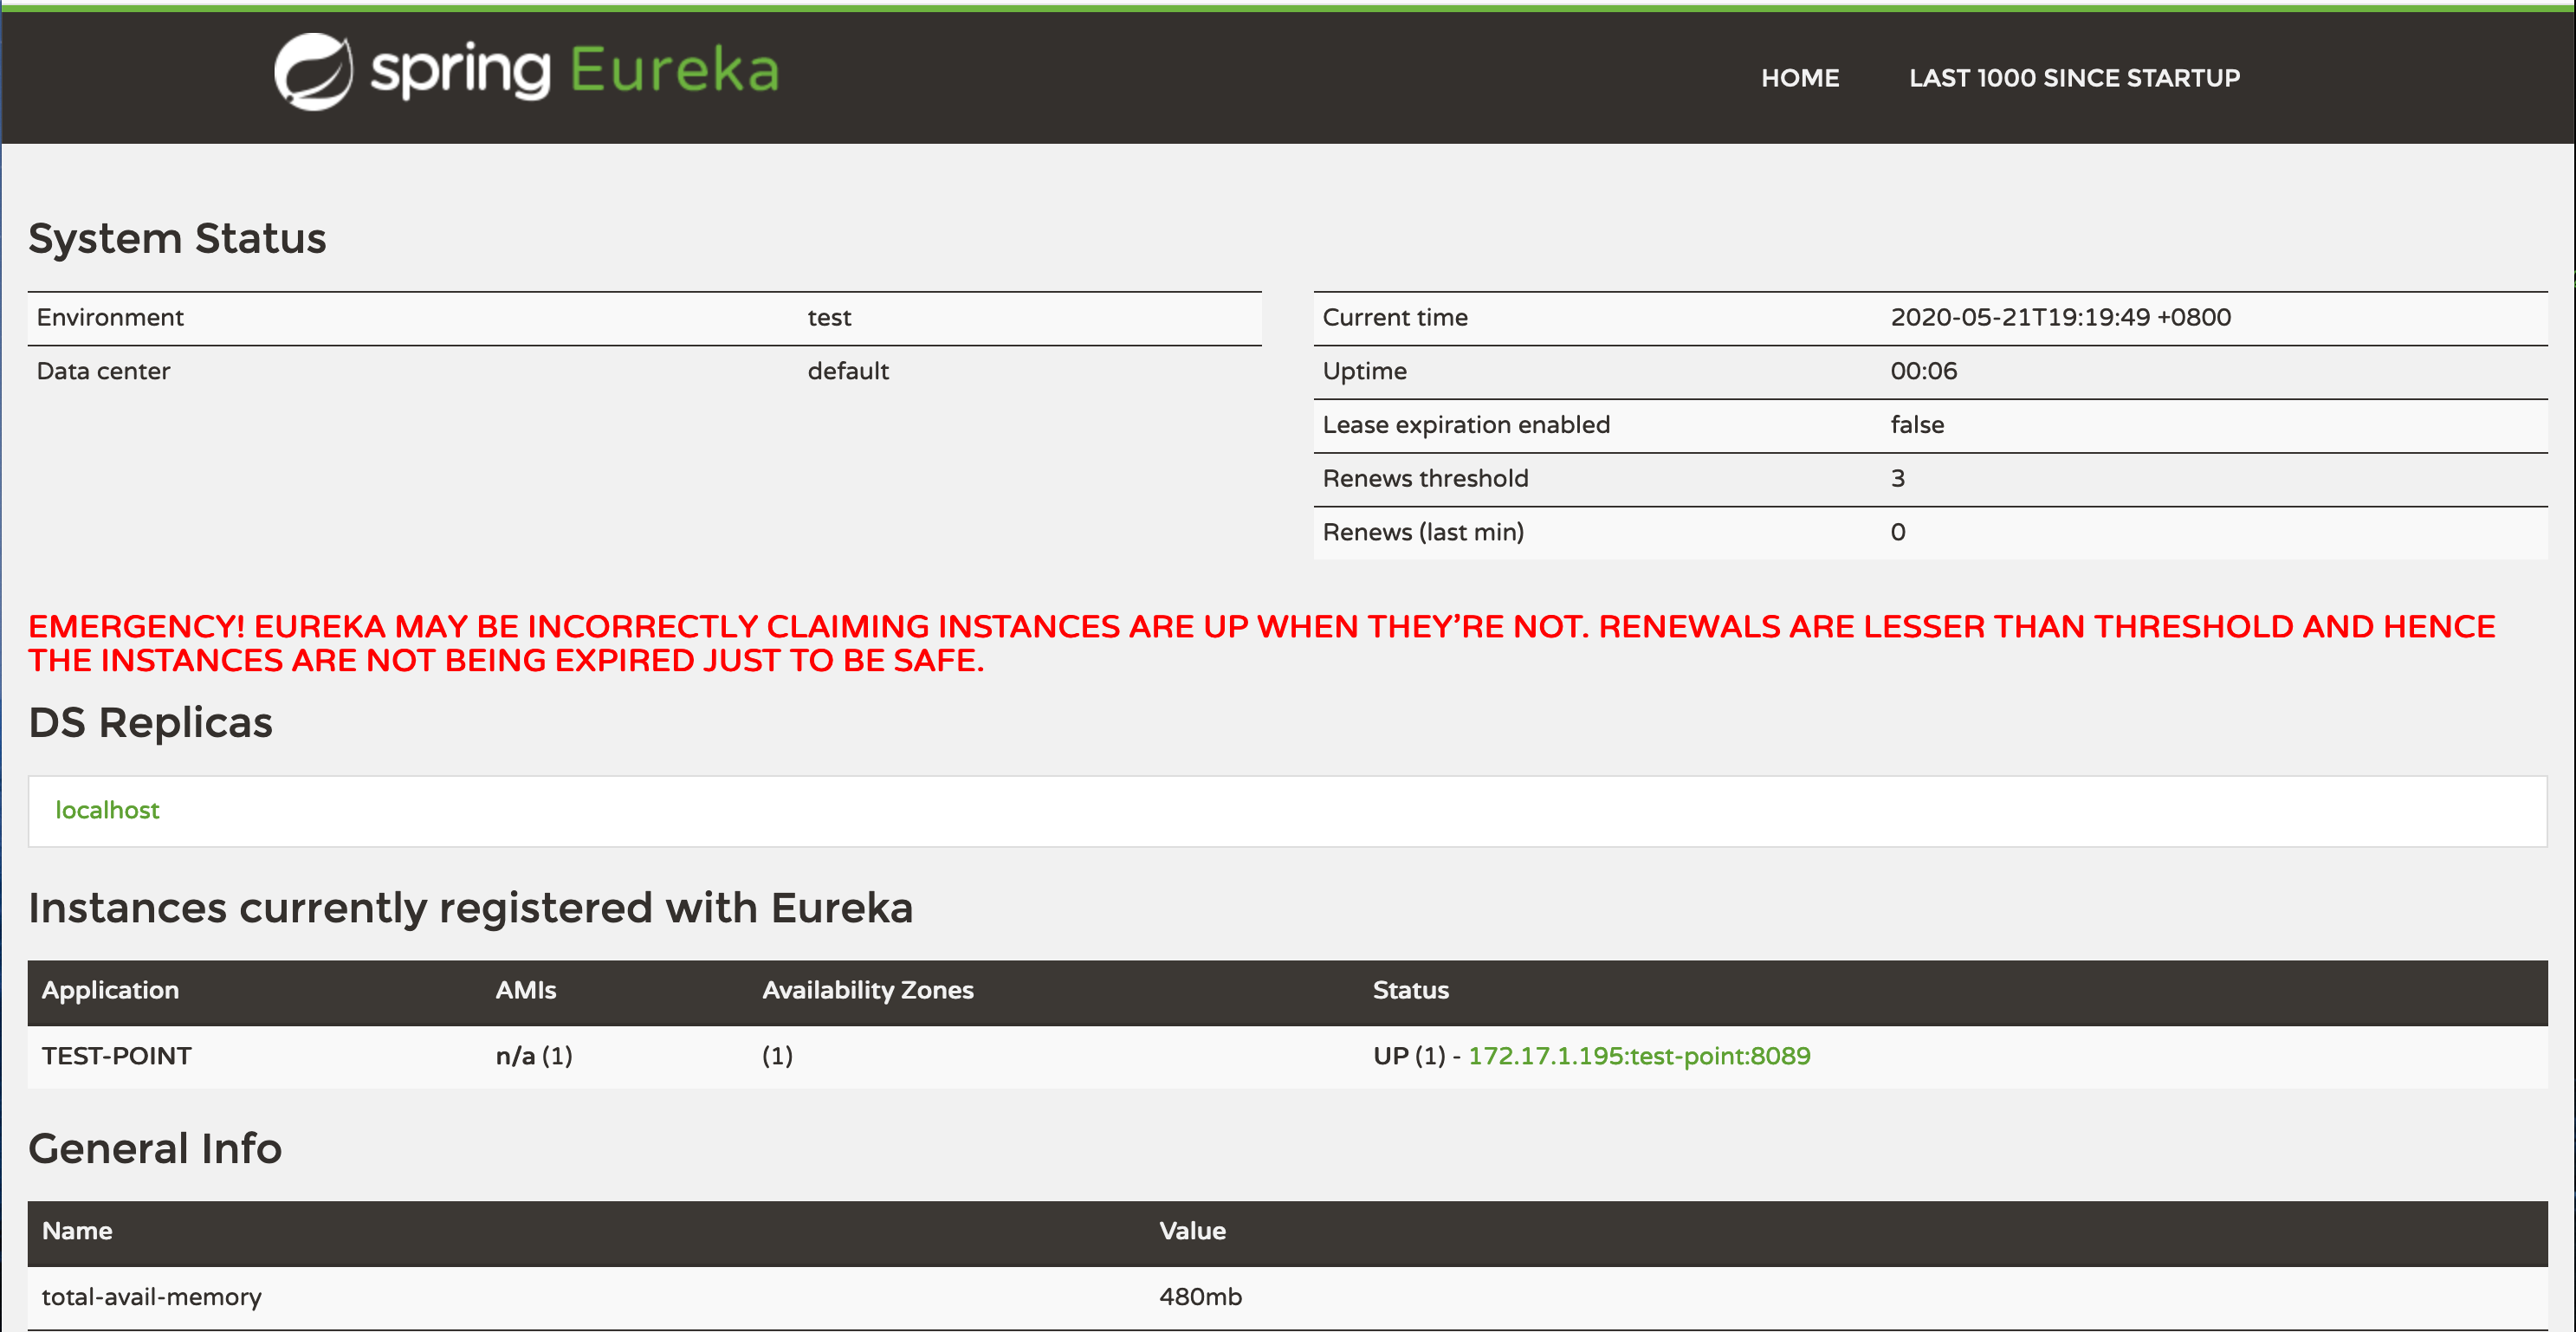 spring Eureka
HOME LAST 1000 SINCE STARTUP
System Status
Environment test
Data center default
Current time 2020-05-21T19:19:49 +0800
Uptime 00:06
Lease expiration enabled false
Renews threshold 3
Renews (last min) 0
EMERGENCY! EUREKA MAY BE INCORRECTLY CLAIMING INSTANCES ARE UP WHEN THEY'RE NOT. RENEWALS ARE LESSER THAN THRESHOLD AND HENCE
THE INSTANCES ARE NOT BEING EXPIRED JUST TO BE SAFE.
DS Replicas
localhost
Instances currently registered with Eureka
Application AMIs Availability Zones Status
TEST-POINT n/a (1) (1) UP (1) - 172.17.1.195:test-point:8089
General Info
Name Value
total-avail-memory 480mb